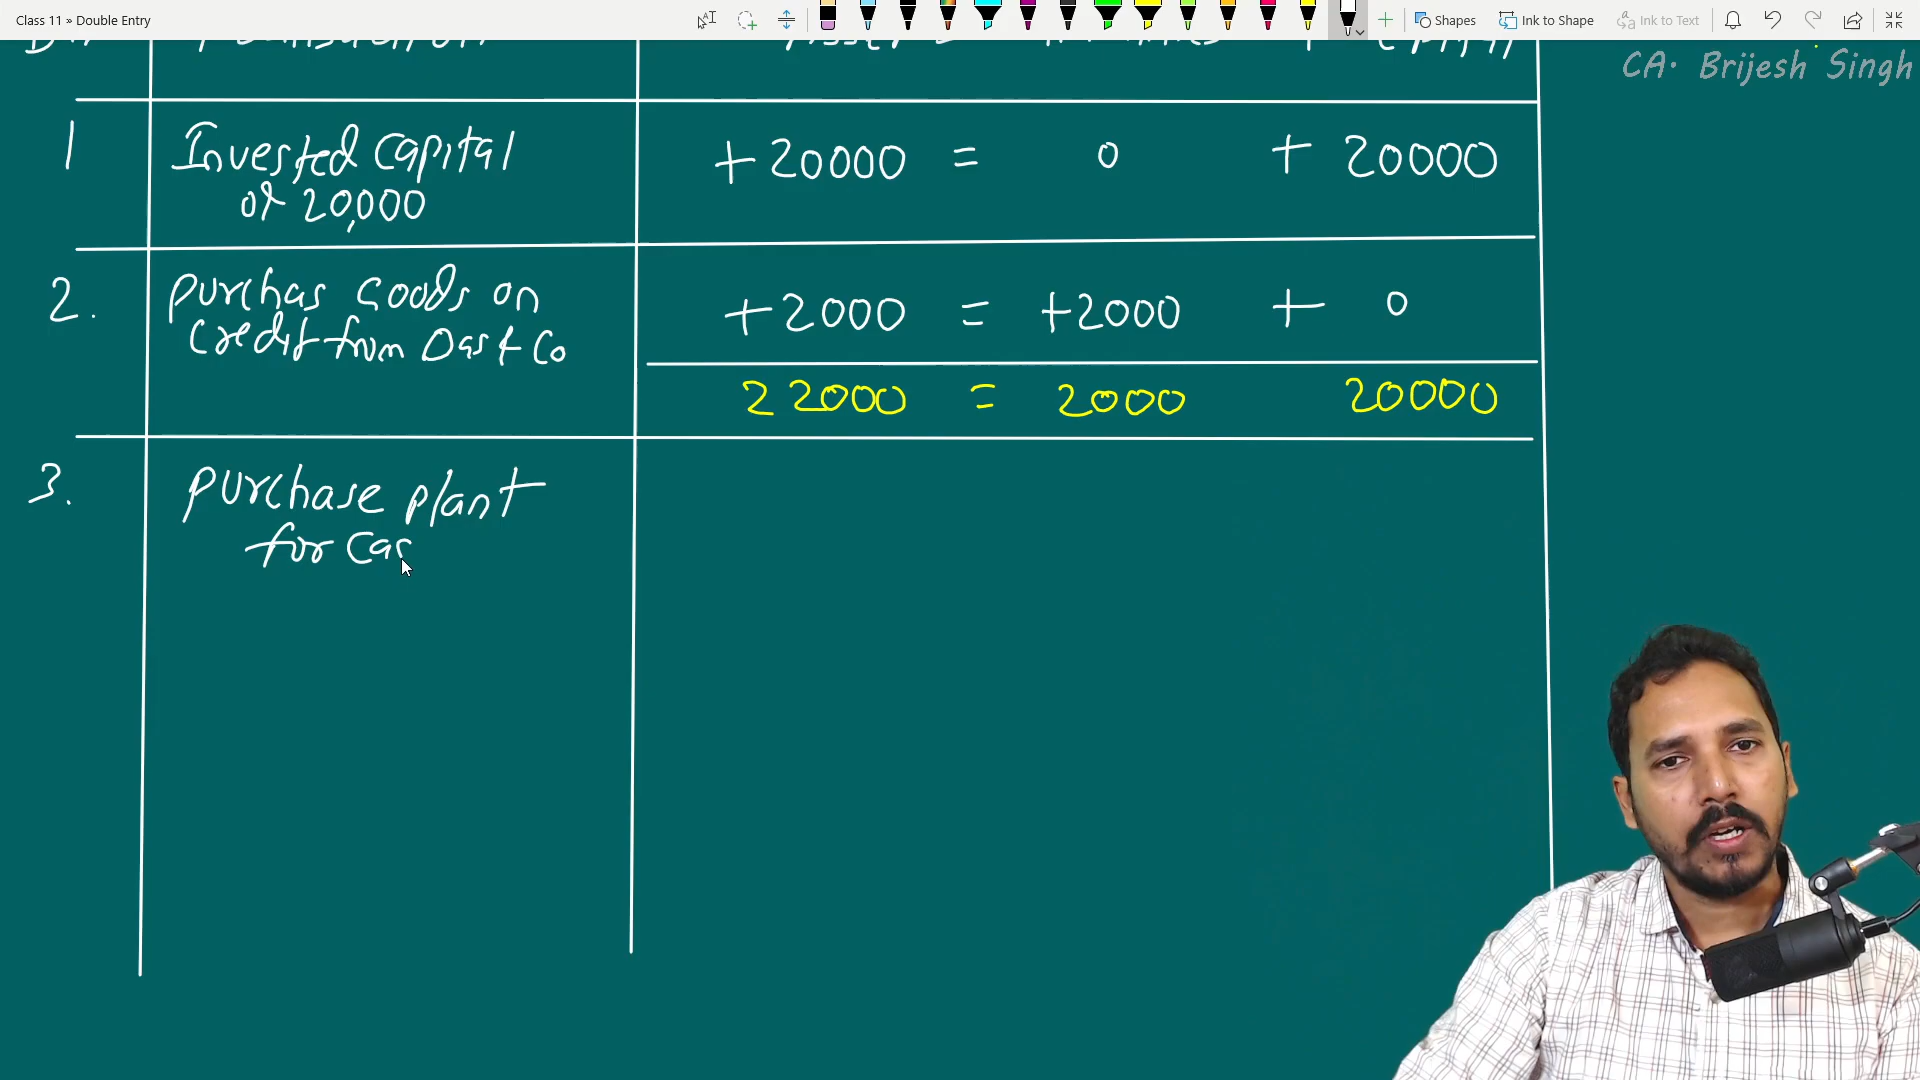 Class 11 » Double Entry
Shapes
Ink to Shape
Ink to Text
CA. Brijesh Singh
1 Invested Capital +20000 = 0 + 20000
of 20,000
2. Purchas Goods on +2000 = +2000 + 0
Credit from Das & Co
22000 = 2000 20000
3. Purchase plant
for Cas